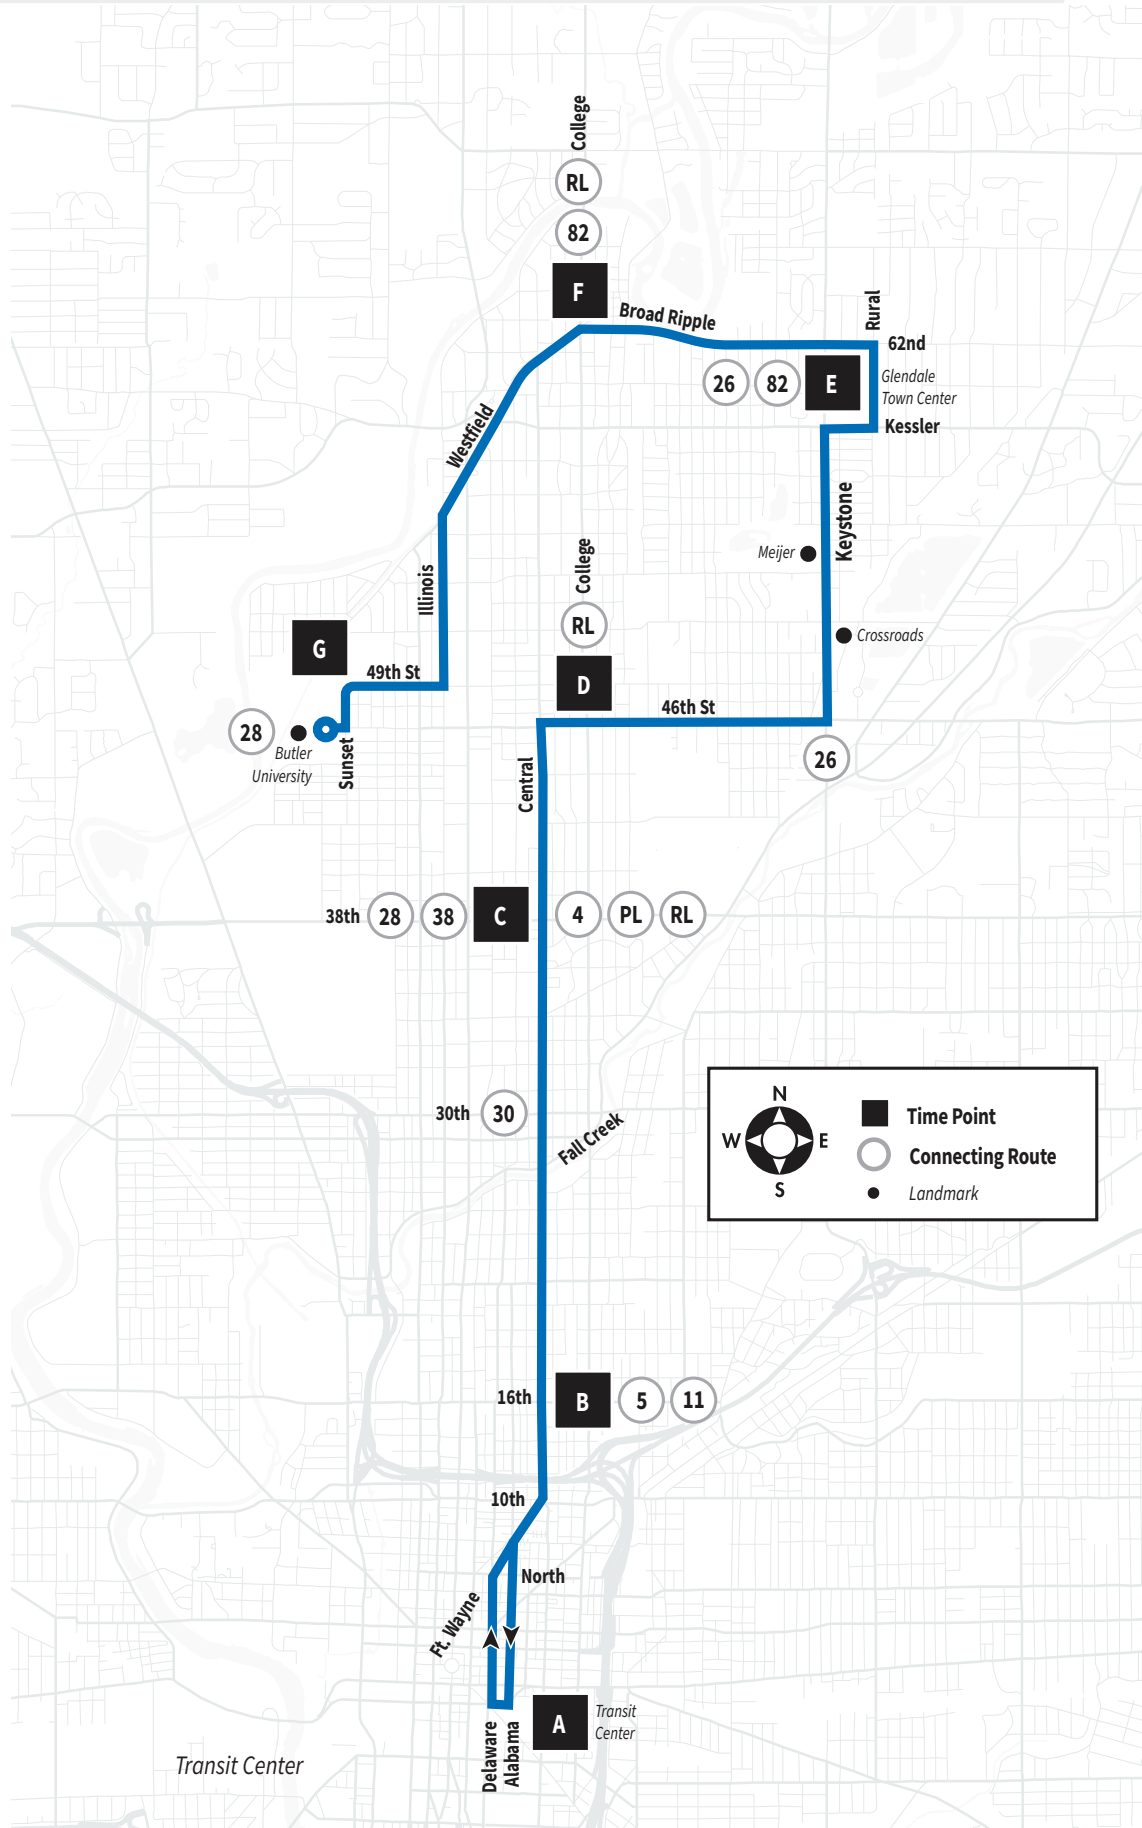 College
RL
82
F
Broad Ripple
Rural
62nd
26
82
E
Glendale
Town Center
Kessler
Westfield
Keystone
Meijer
College
Illinois
RL
Crossroads
G
49th St
D
46th St
28
Butler
University
Sunset
26
Central
38th
28
38
C
4
PL
RL
30th
30
Fall Creek
N
W
E
S
Time Point
Connecting Route
Landmark
16th
B
5
11
10th
North
Ft. Wayne
A
Transit
Center
Delaware
Alabama
Transit Center